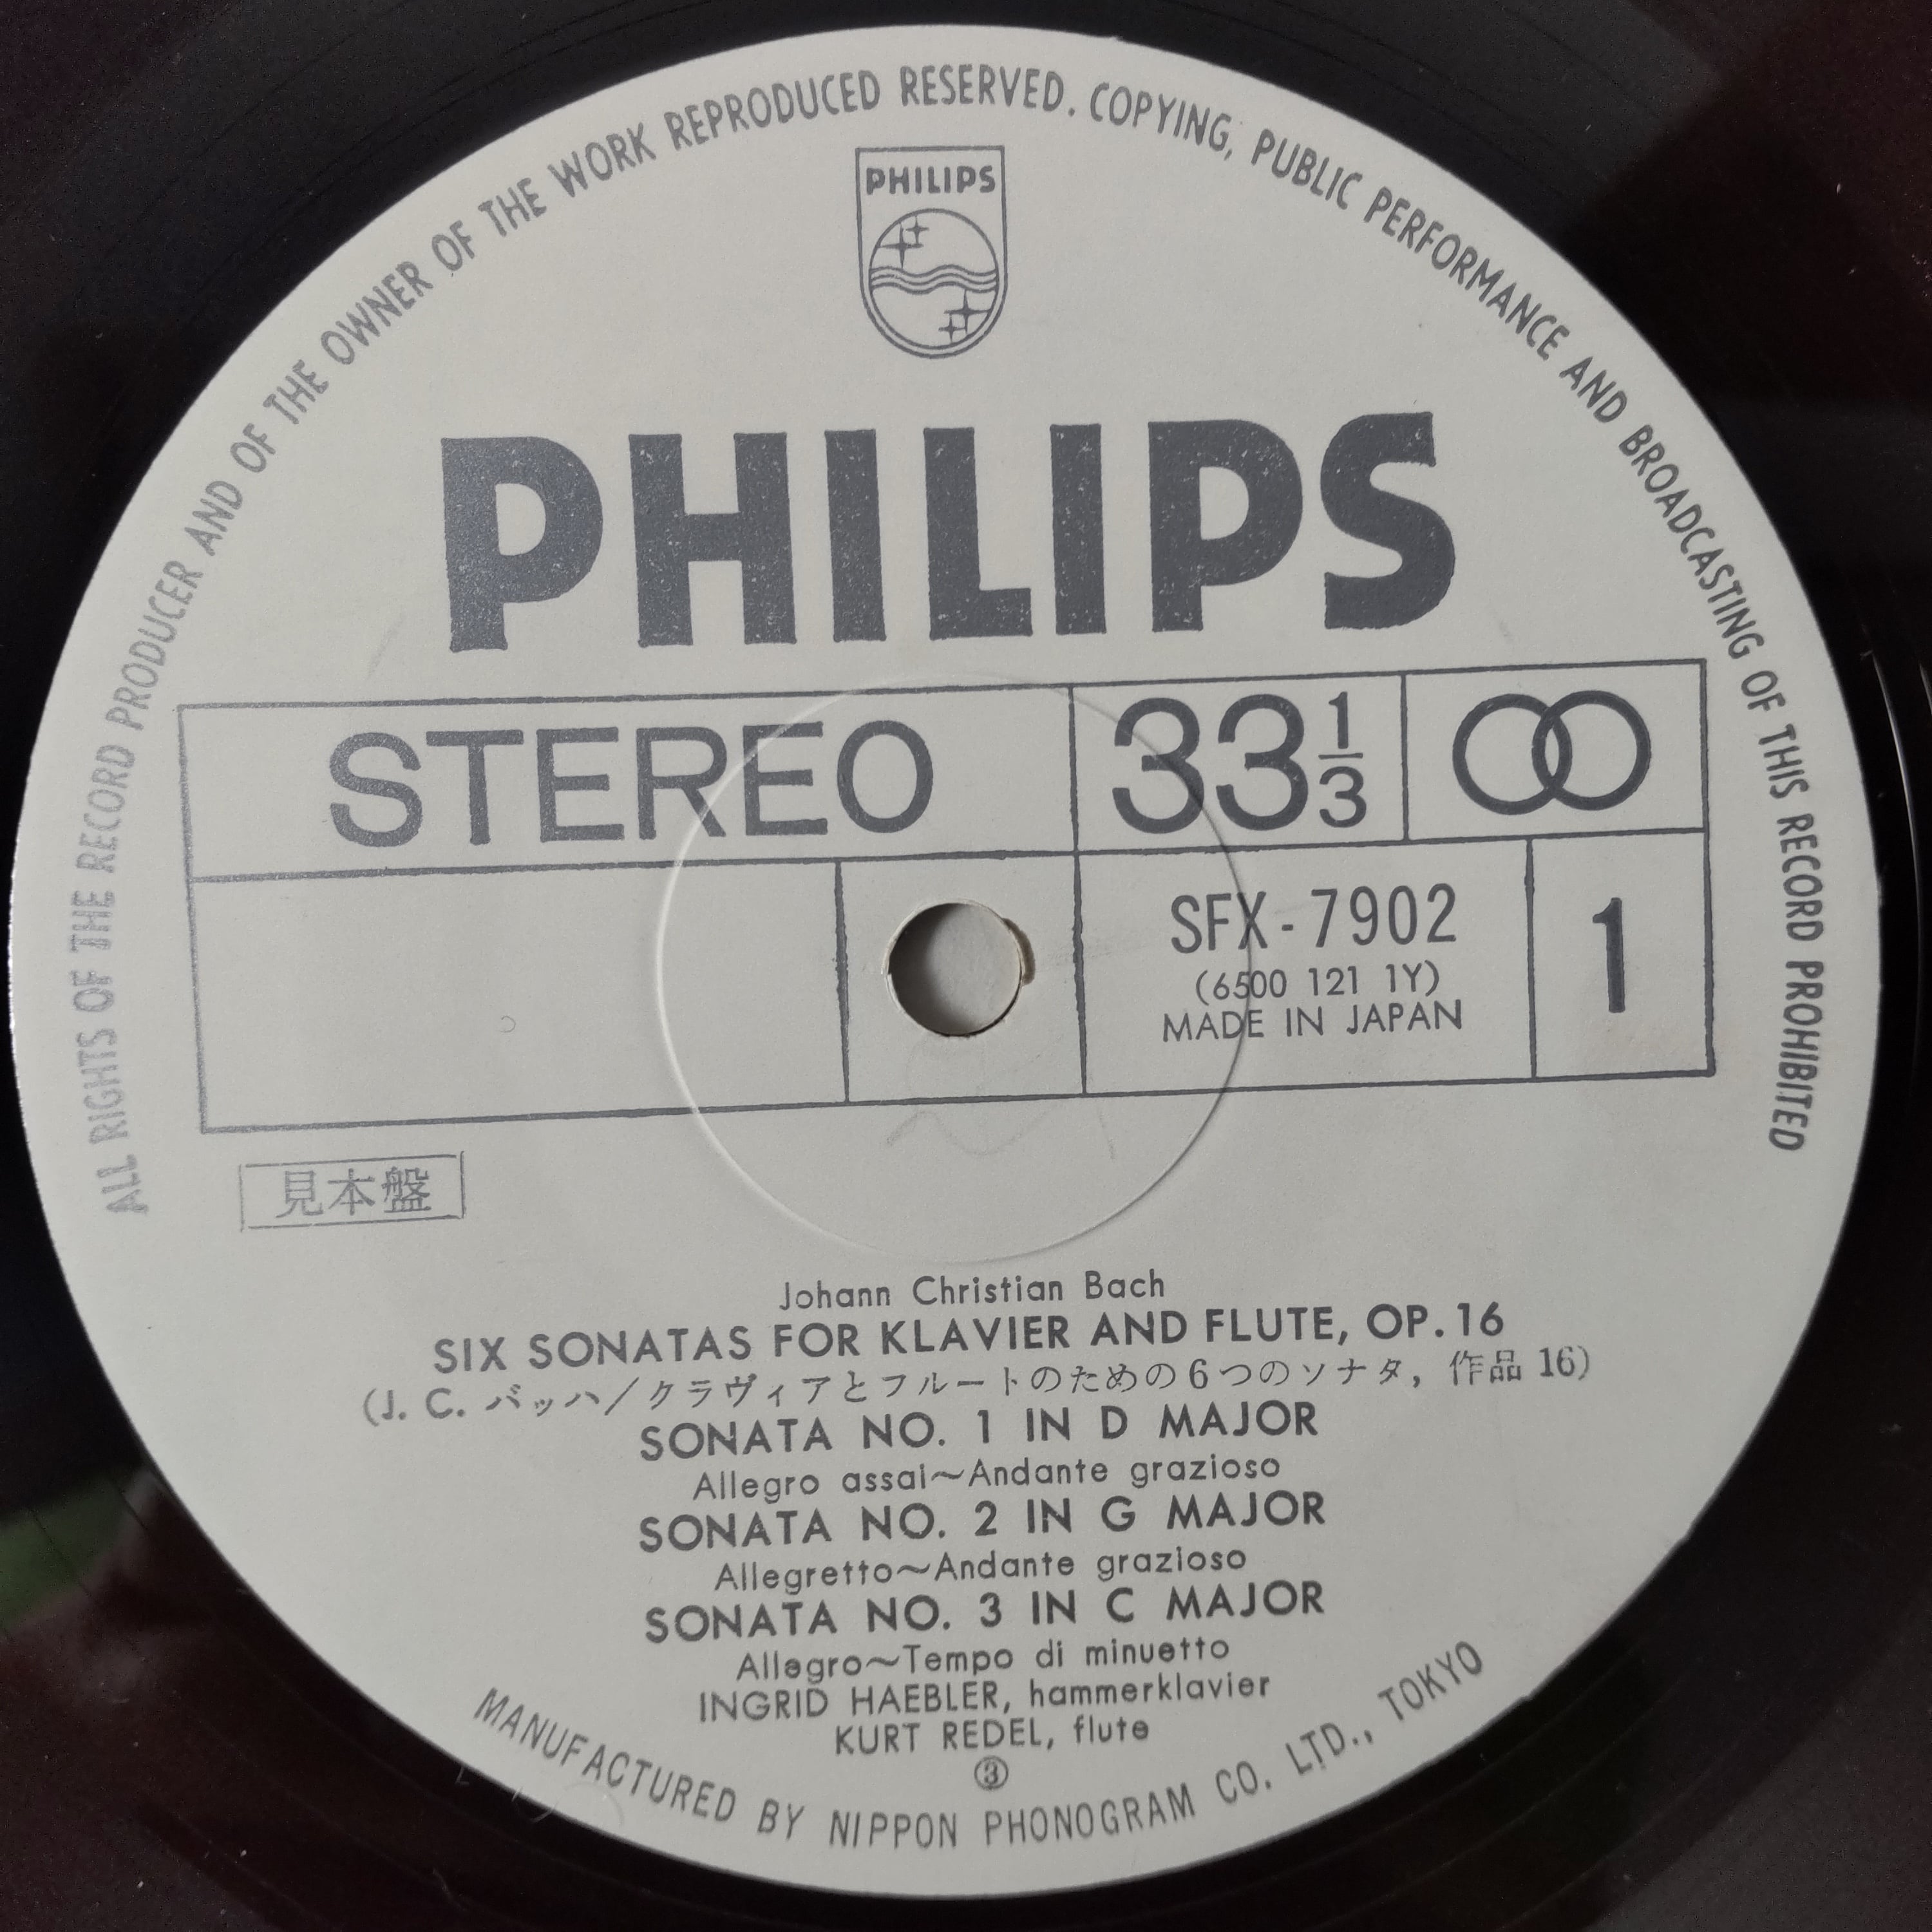 ALL RIGHTS OF THE RECORD PRODUCER AND OF THE OWNER OF THE WORK REPRODUCED RESERVED. COPYING, PUBLIC PERFORMANCE AND BROADCASTING OF THIS RECORD PROHIBITED
PHILIPS
PHILIPS
STEREO 33 1/3
SFX-7902 1
(6500 121 1Y)
MADE IN JAPAN
見本盤
Johann Christian Bach
SIX SONATAS FOR KLAVIER AND FLUTE, OP.16
(J. C. バッハ/クラヴィアとフルートのための6つのソナタ, 作品16)
SONATA NO. 1 IN D MAJOR
Allegro assai~Andante grazioso
SONATA NO. 2 IN G MAJOR
Allegretto~Andante grazioso
SONATA NO. 3 IN C MAJOR
Allegro~Tempo di minuetto
INGRID HAEBLER, hammerklavier
KURT REDEL, flute
③
MANUFACTURED BY NIPPON PHONOGRAM CO. LTD., TOKYO